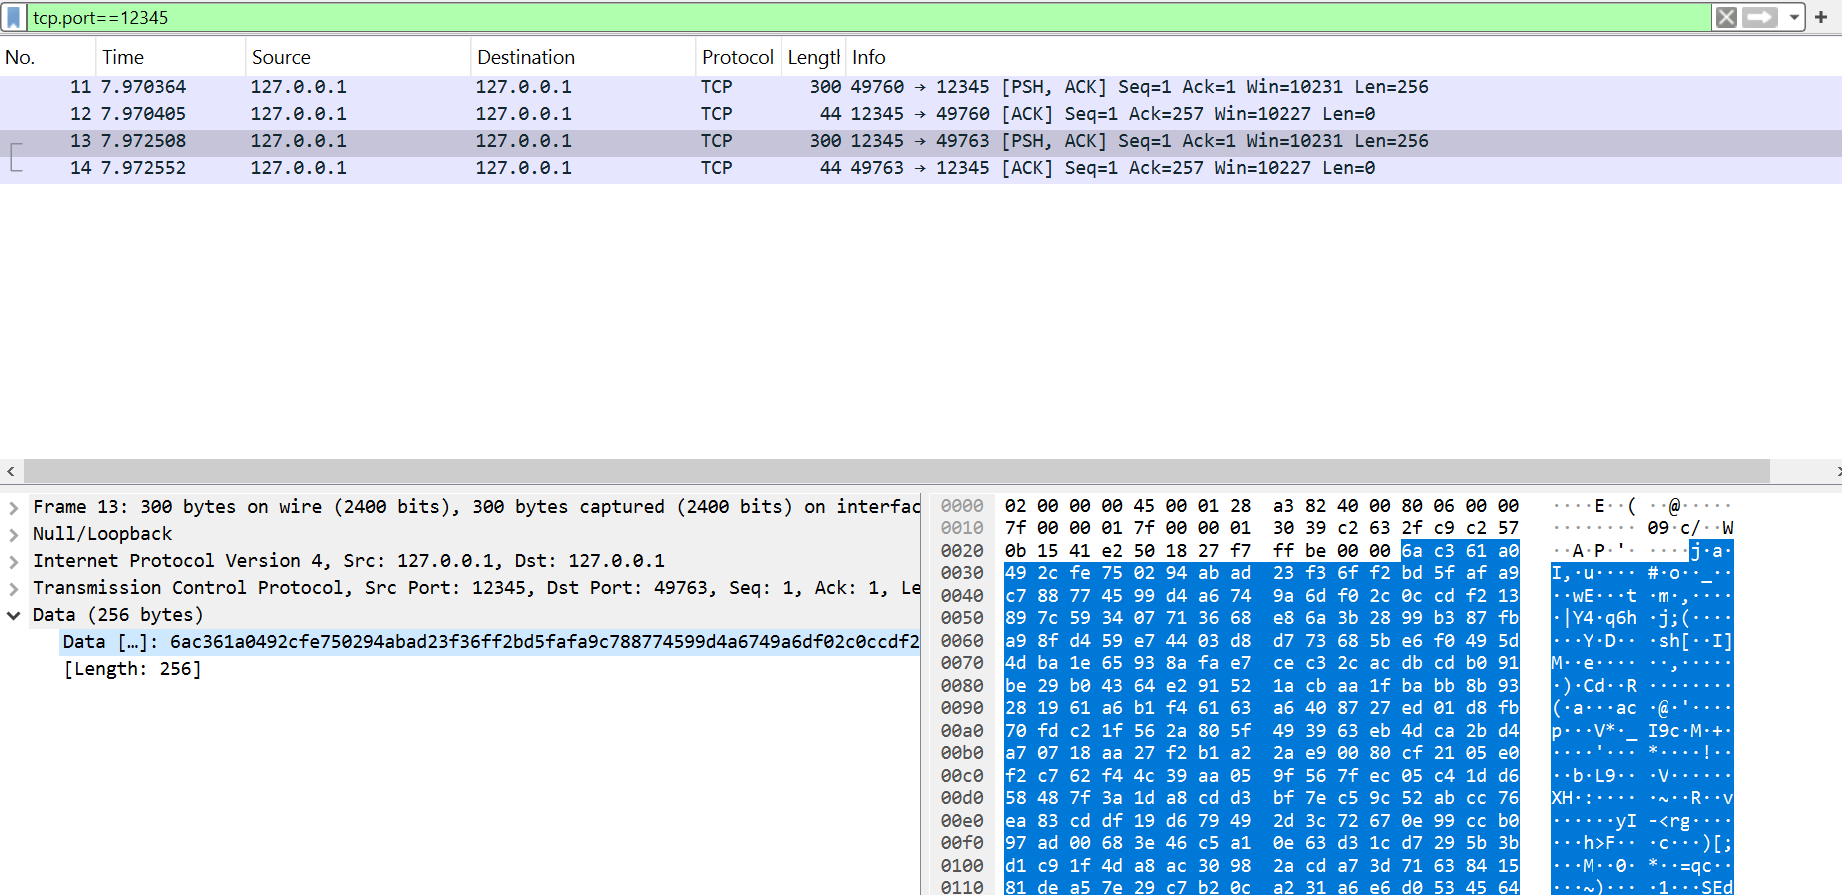 tcp.port==12345
No. Time Source Destination Protocol Lengtl Info
11 7.970364 127.0.0.1 127.0.0.1 TCP 300 49760 → 12345 [PSH, ACK] Seq=1 Ack=1 Win=10231 Len=256
12 7.970405 127.0.0.1 127.0.0.1 TCP 44 12345 → 49760 [ACK] Seq=1 Ack=257 Win=10227 Len=0
13 7.972508 127.0.0.1 127.0.0.1 TCP 300 12345 → 49763 [PSH, ACK] Seq=1 Ack=1 Win=10231 Len=256
14 7.972552 127.0.0.1 127.0.0.1 TCP 44 49763 → 12345 [ACK] Seq=1 Ack=257 Win=10227 Len=0
Frame 13: 300 bytes on wire (2400 bits), 300 bytes captured (2400 bits) on interfac
Null/Loopback
Internet Protocol Version 4, Src: 127.0.0.1, Dst: 127.0.0.1
Transmission Control Protocol, Src Port: 12345, Dst Port: 49763, Seq: 1, Ack: 1, Le
Data (256 bytes)
Data […]: 6ac361a0492cfe750294abad23f36ff2bd5fafa9c788774599d4a6749a6df02c0ccdf2
[Length: 256]
0000 02 00 00 00 45 00 01 28 a3 82 40 00 80 06 00 00 ····E··( ··@·····
0010 7f 00 00 01 7f 00 00 01 30 39 c2 63 2f c9 c2 57 ········ 09·c/··W
0020 0b 15 41 e2 50 18 27 f7 ff be 00 00 6a c3 61 a0 ··A·P·'· ····j·a·
0030 49 2c fe 75 02 94 ab ad 23 f3 6f f2 bd 5f af a9 I,·u···· #·o··_··
0040 c7 88 77 45 99 d4 a6 74 9a 6d f0 2c 0c cd f2 13 ··wE···t ·m·,····
0050 89 7c 59 34 07 71 36 68 e8 6a 3b 28 99 b3 87 fb ·|Y4·q6h ·j;(····
0060 a9 8f d4 59 e7 44 03 d8 d7 73 68 5b e6 f0 49 5d ···Y·D·· ·sh[··I]
0070 4d ba 1e 65 93 8a fa e7 ce c3 2c ac db cd b0 91 M··e···· ··,·····
0080 be 29 b0 43 64 e2 91 52 1a cb aa 1f ba bb 8b 93 ·)·Cd··R ········
0090 28 19 61 a6 b1 f4 61 63 a6 40 87 27 ed 01 d8 fb (·a···ac ·@·'····
00a0 70 fd c2 1f 56 2a 80 5f 49 39 63 eb 4d ca 2b d4 p···V*·_ I9c·M·+·
00b0 a7 07 18 aa 27 f2 b1 a2 2a e9 00 80 cf 21 05 e0 ····'··· *····!··
00c0 f2 c7 62 f4 4c 39 aa 05 9f 56 7f ec 05 c4 1d d6 ··b·L9·· ·V······
00d0 58 48 7f 3a 1d a8 cd d3 bf 7e c5 9c 52 ab cc 76 XH·:···· ·~··R··v
00e0 ea 83 cd df 19 d6 79 49 2d 3c 72 67 0e 99 cc b0 ······yI -<rg····
00f0 97 ad 00 68 3e 46 c5 a1 0e 63 d3 1c d7 29 5b 3b ···h>F·· ·c···)[;
0100 d1 c9 1f 4d a8 ac 30 98 2a cd a7 3d 71 63 84 15 ···M··0· *··=qc··
0110 81 de a5 7e 29 c7 b2 0c a2 31 a6 e6 d0 53 45 64 ···~)··· ·1···SEd